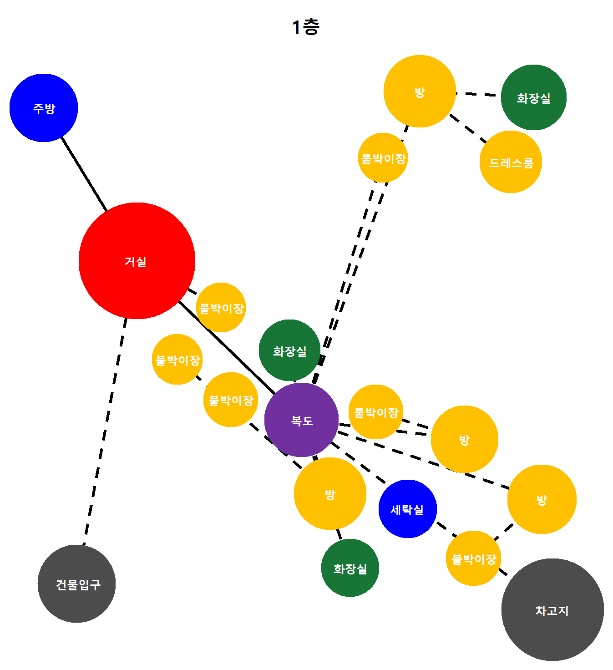 1층
방
화장실
주방
붙박이장
드레스룸
거실
붙박이장
화장실
붙박이장
붙박이장
붙박이장
복도
방
방
방
세탁실
붙박이장
화장실
건물입구
차고지